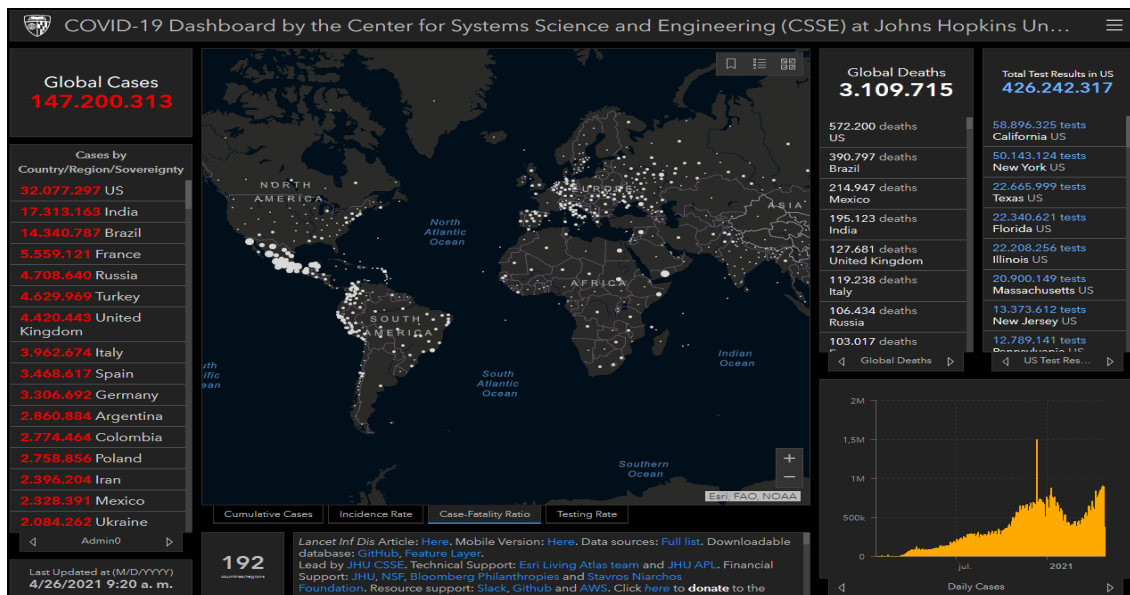 COVID-19 Dashboard by the Center for Systems Science and Engineering (CSSE) at Johns Hopkins Un...
Global Cases
147.200.313
Cases by
Country/Region/Sovereignty
32.077.297 US
17.313.163 India
14.340.787 Brazil
5.559.121 France
4.708.640 Russia
4.629.969 Turkey
4.420.443 United
Kingdom
3.962.674 Italy
3.468.617 Spain
3.306.692 Germany
2.860.884 Argentina
2.774.464 Colombia
2.758.856 Poland
2.396.204 Iran
2.328.391 Mexico
2.084.262 Ukraine
Admin0
Last Updated at (M/D/YYYY)
4/26/2021 9:20 a. m.
NORTH
AMERICA
North
Atlantic
Ocean
EUROPE
ASIA
AFRICA
SOUTH
AMERICA
South
Atlantic
Ocean
Indian
Ocean
Southern
Ocean
uth
ific
ean
+
−
Esri, FAO, NOAA
Cumulative Cases
Incidence Rate
Case-Fatality Ratio
Testing Rate
192
countries/regions
Lancet Inf Dis Article: Here. Mobile Version: Here. Data sources: Full list. Downloadable
database: GitHub, Feature Layer.
Lead by JHU CSSE. Technical Support: Esri Living Atlas team and JHU APL. Financial
Support: JHU, NSF, Bloomberg Philanthropies and Stavros Niarchos
Foundation. Resource support: Slack, Github and AWS. Click here to donate to the
Global Deaths
3.109.715
572.200 deaths
US
390.797 deaths
Brazil
214.947 deaths
Mexico
195.123 deaths
India
127.681 deaths
United Kingdom
119.238 deaths
Italy
106.434 deaths
Russia
103.017 deaths
Global Deaths
Total Test Results in US
426.242.317
58.896.325 tests
California US
50.143.124 tests
New York US
22.665.999 tests
Texas US
22.340.621 tests
Florida US
22.208.256 tests
Illinois US
20.900.149 tests
Massachusetts US
13.373.612 tests
New Jersey US
12.789.141 tests
Pennsylvania US
US Test Res...
2M
1,5M
1M
500k
0
jul.
2021
Daily Cases